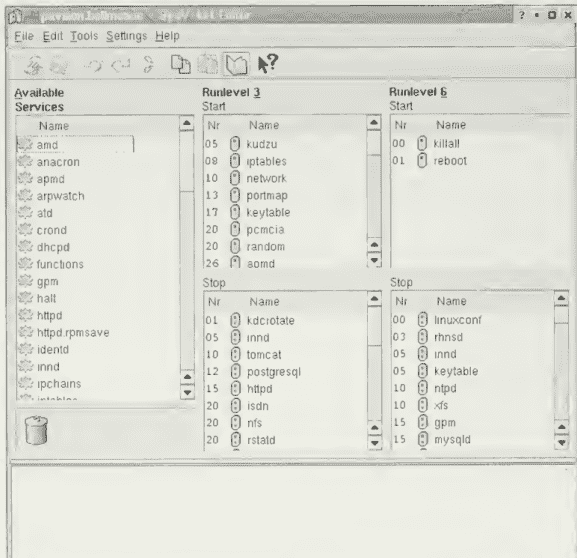 SysV Init Editor
File Edit Tools Settings Help
Available
Services
Name
amd
anacron
apmd
arpwatch
atd
crond
dhcpd
functions
gpm
halt
httpd
httpd.rpmsave
identd
innd
ipchains
iptables
Runlevel 3
Start
Nr Name
05 kudzu
08 iptables
10 network
13 portmap
17 keytable
20 pcmcia
20 random
26 apmd
Stop
Nr Name
01 kdcrotate
05 innd
10 tomcat
12 postgresql
15 httpd
20 isdn
20 nfs
20 rstatd
Runlevel 6
Start
Nr Name
00 killall
01 reboot
Stop
Nr Name
00 linuxconf
03 rhnsd
05 innd
05 keytable
10 ntpd
10 xfs
15 gpm
15 mysqld